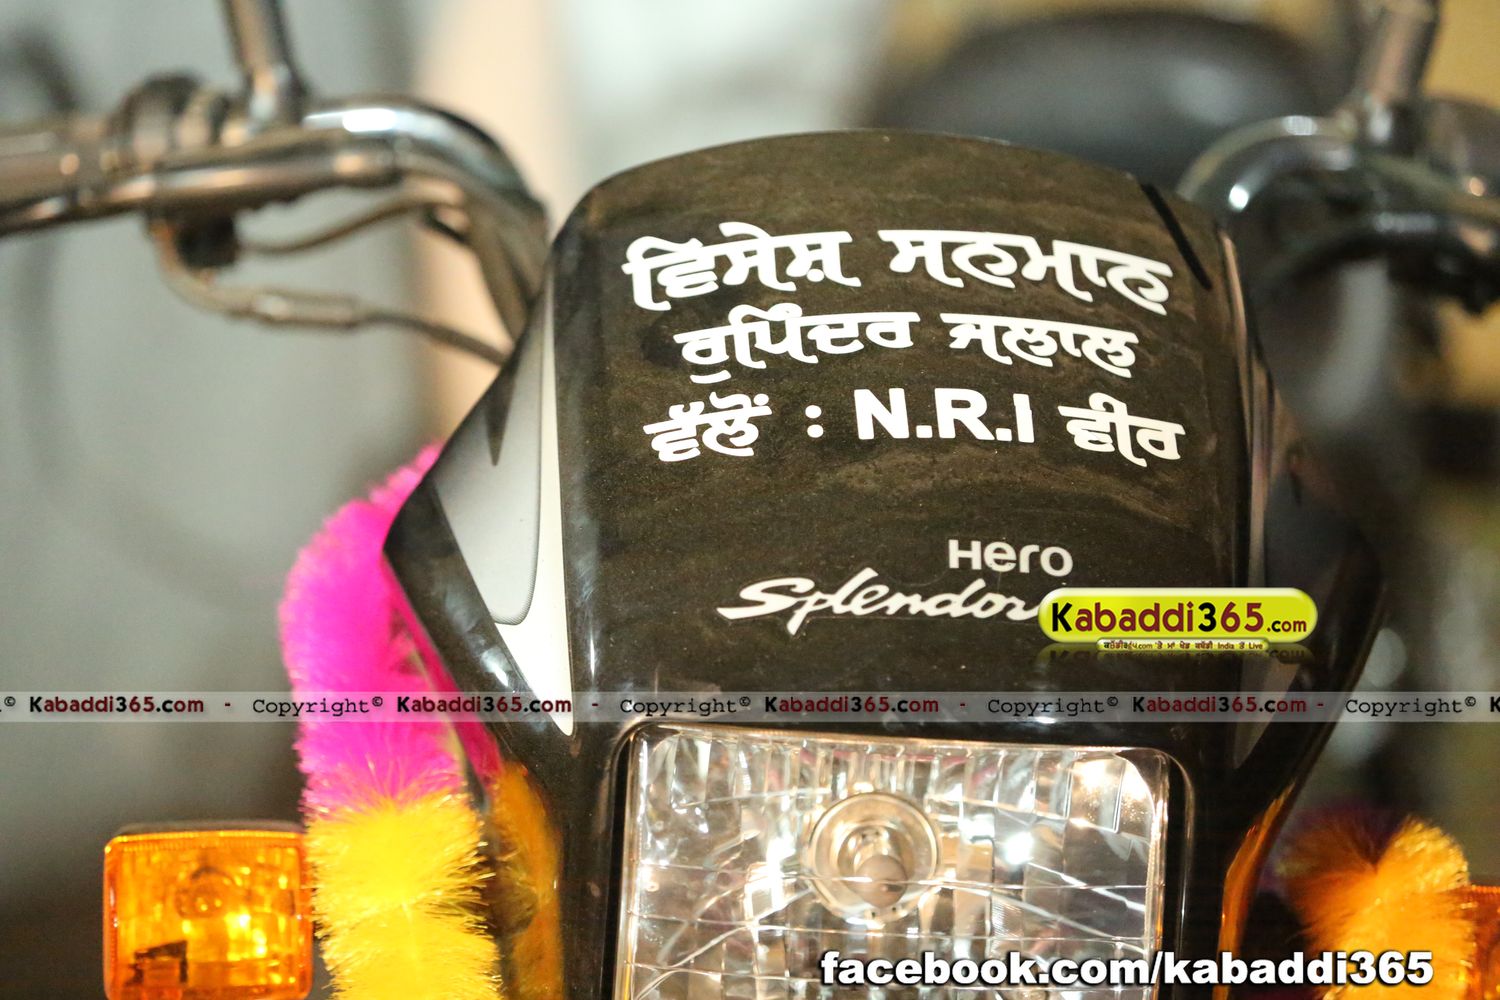 ਵਿਸੇਸ਼ ਸਨਮਾਨ
ਰੁਪਿੰਦਰ ਜਲਾਲ
ਵੱਲੋਂ : N.R.I ਵੀਰ
Hero
Splendor
Kabaddi365.com
© Kabaddi365.com - Copyright© Kabaddi365.com - Copyright© Kabaddi365.com - Copyright© Kabaddi365.com - Copyright© K
facebook.com/kabaddi365